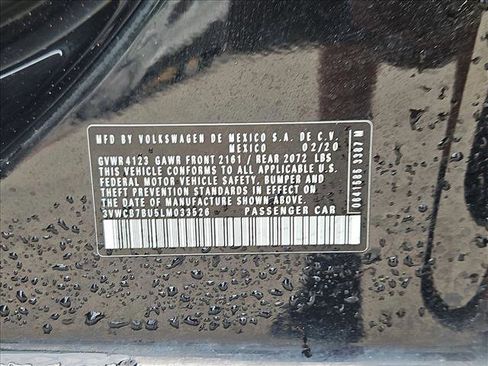 MFD BY VOLKSWAGEN DE MEXICO S.A. DE C.V.
MEXICO 02/20
GVWR 4123 GAWR FRONT 2161 / REAR 2072 LBS
THIS VEHICLE CONFORMS TO ALL APPLICABLE U.S.
FEDERAL MOTOR VEHICLE SAFETY, BUMPER AND
THEFT PREVENTION STANDARDS IN EFFECT ON
THE DATE OF MANUFACTURE SHOWN ABOVE.
3VWCB7BU5LM033526 PASSENGER CAR